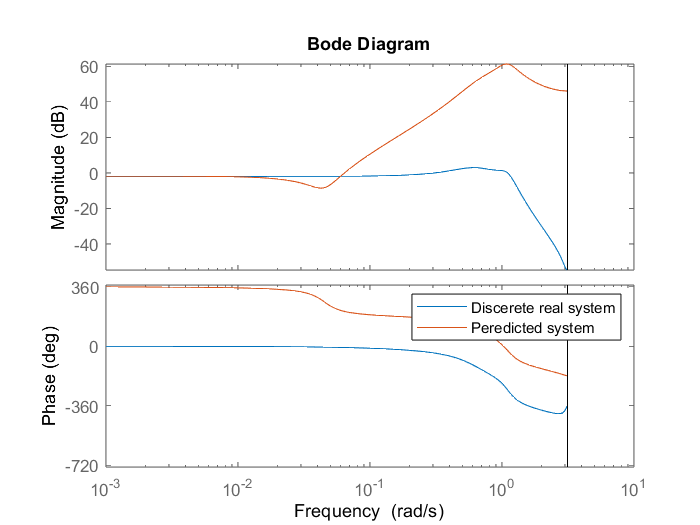 Bode Diagram
Magnitude (dB)
60
40
20
0
-20
-40
Phase (deg)
360
0
-360
-720
Discerete real system
Peredicted system
10^-3
10^-2
10^-1
10^0
10^1
Frequency (rad/s)